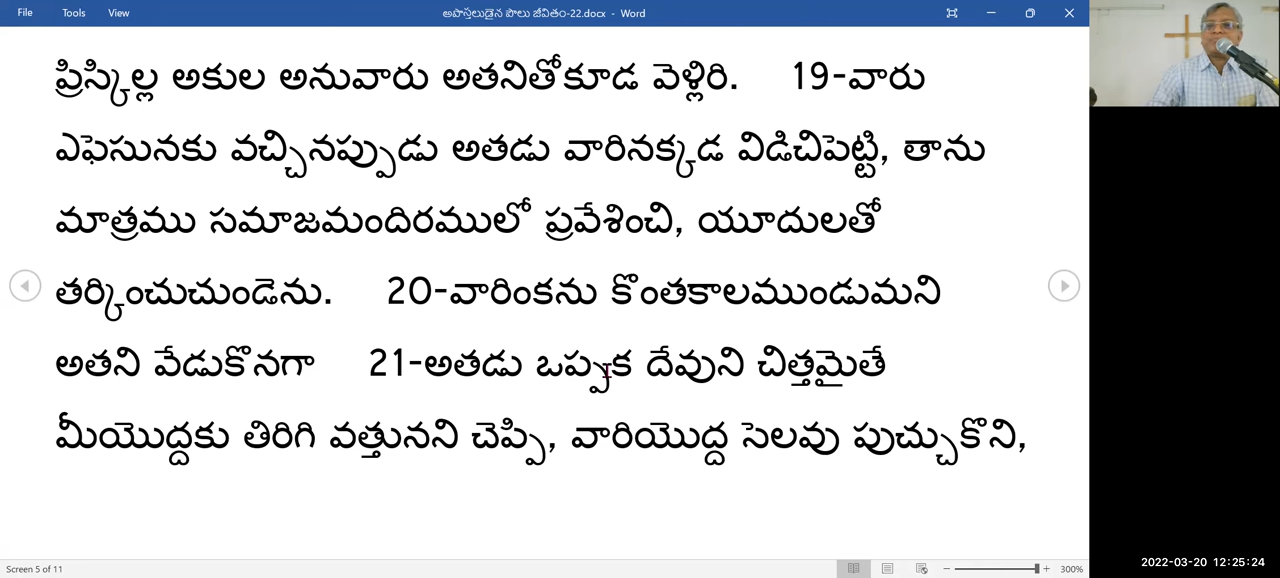 File Tools View అపొస్తలుడైన పౌలు జీవితం-22.docx - Word
ప్రిస్కిల్ల అకుల అనువారు అతనితోకూడ వెళ్లిరి. 19-వారు
ఎఫెసునకు వచ్చినప్పుడు అతడు వారినక్కడ విడిచిపెట్టి, తాను
మాత్రము సమాజమందిరములో ప్రవేశించి, యూదులతో
తర్కించుచుండెను. 20-వారింకను కొంతకాలముండుమని
అతని వేడుకొనగా 21-అతడు ఒప్పక దేవుని చిత్తమైతే
మీయొద్దకు తిరిగి వత్తునని చెప్పి, వారియొద్ద సెలవు పుచ్చుకొని,
Screen 5 of 11 300%
2022-03-20 12:25:24